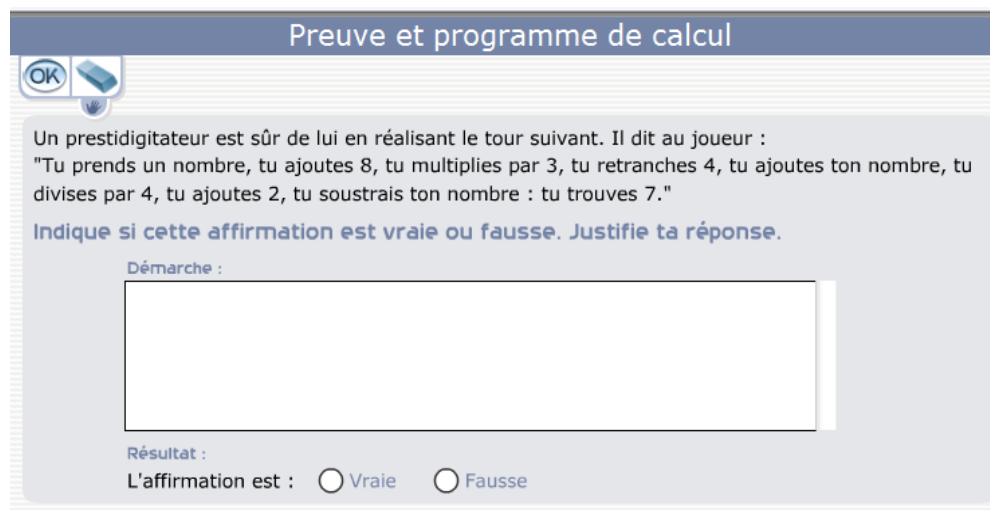 Preuve et programme de calcul
OK
Un prestidigitateur est sûr de lui en réalisant le tour suivant. Il dit au joueur :
"Tu prends un nombre, tu ajoutes 8, tu multiplies par 3, tu retranches 4, tu ajoutes ton nombre, tu
divises par 4, tu ajoutes 2, tu soustrais ton nombre : tu trouves 7."
Indique si cette affirmation est vraie ou fausse. Justifie ta réponse.
Démarche :
Résultat :
L'affirmation est : Vraie Fausse